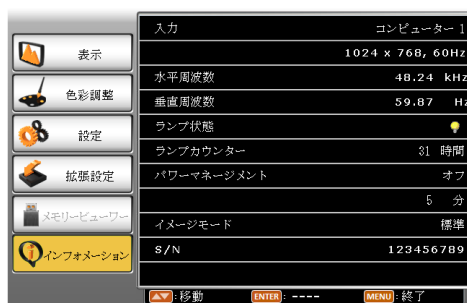 表示
色彩調整
設定
拡張設定
メモリービューワー
インフォメーション
入力 コンピューター 1
1024 x 768, 60Hz
水平周波数 48.24 kHz
垂直周波数 59.87 Hz
ランプ状態
ランプカウンター 31 時間
パワーマネージメント オフ
5 分
イメージモード 標準
S/N 123456789
:移動 ENTER : ---- MENU :終了